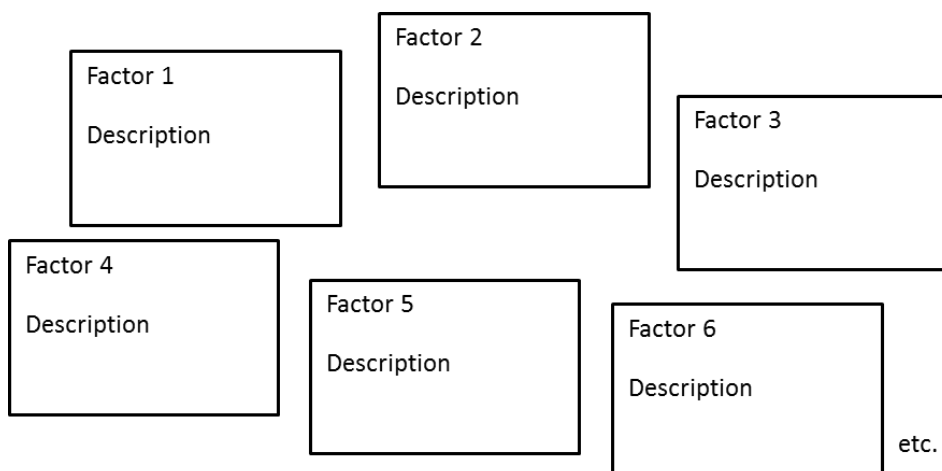 Factor 1
Description
Factor 2
Description
Factor 3
Description
Factor 4
Description
Factor 5
Description
Factor 6
Description
etc.